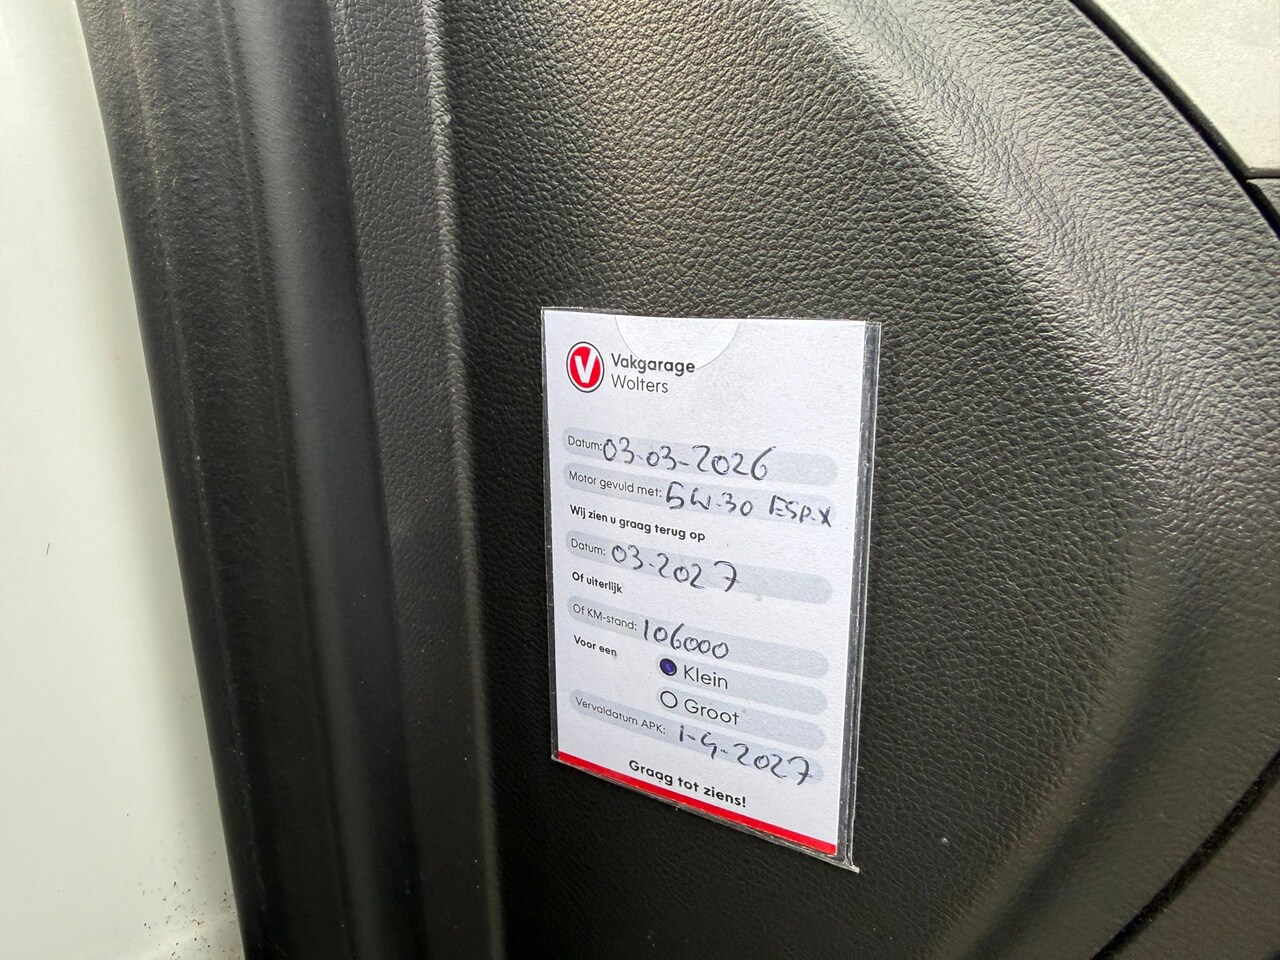 V
Vakgarage
Wolters
Datum: 03-03-2026
Motor gevuld met: 5W-30 ESP-X
Wij zien u graag terug op
Datum: 03-2027
Of uiterlijk
Of KM-stand: 106000
Voor een
Klein
Groot
Vervaldatum APK: 1-4-2027
Graag tot ziens!